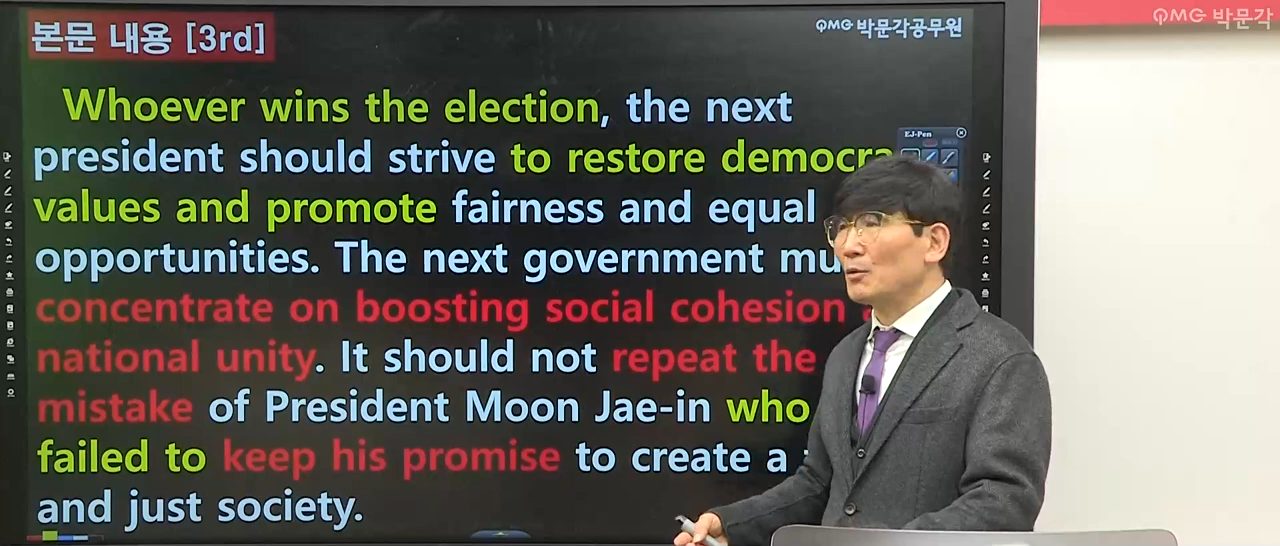 본문 내용 [3rd]
QMG 박문각공무원
QMG 박문각
Whoever wins the election, the next
president should strive to restore
values and promote fairness and equal
opportunities. The next government
concentrate on boosting social cohesion
national unity. It should not repeat the
mistake of President Moon Jae-in who
failed to keep his promise to create a
and just society.
EJ-Pen